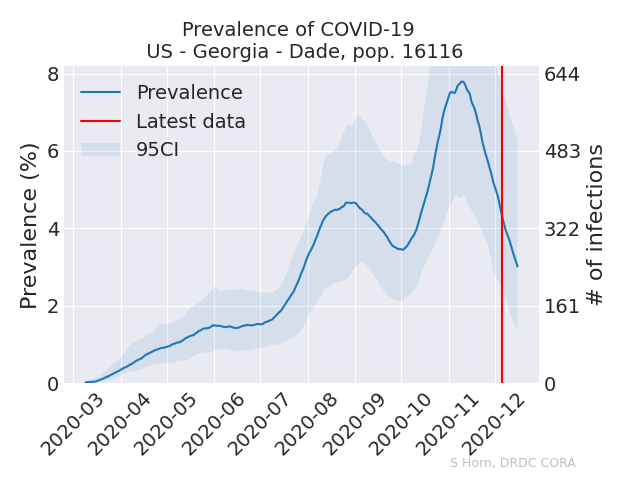 Prevalence of COVID-19
US - Georgia - Dade, pop. 16116
8
6
4
2
0
Prevalence (%)
Prevalence
Latest data
95CI
644
483
322
161
0
# of infections
2020-03
2020-04
2020-05
2020-06
2020-07
2020-08
2020-09
2020-10
2020-11
2020-12
S Horn, DRDC CORA